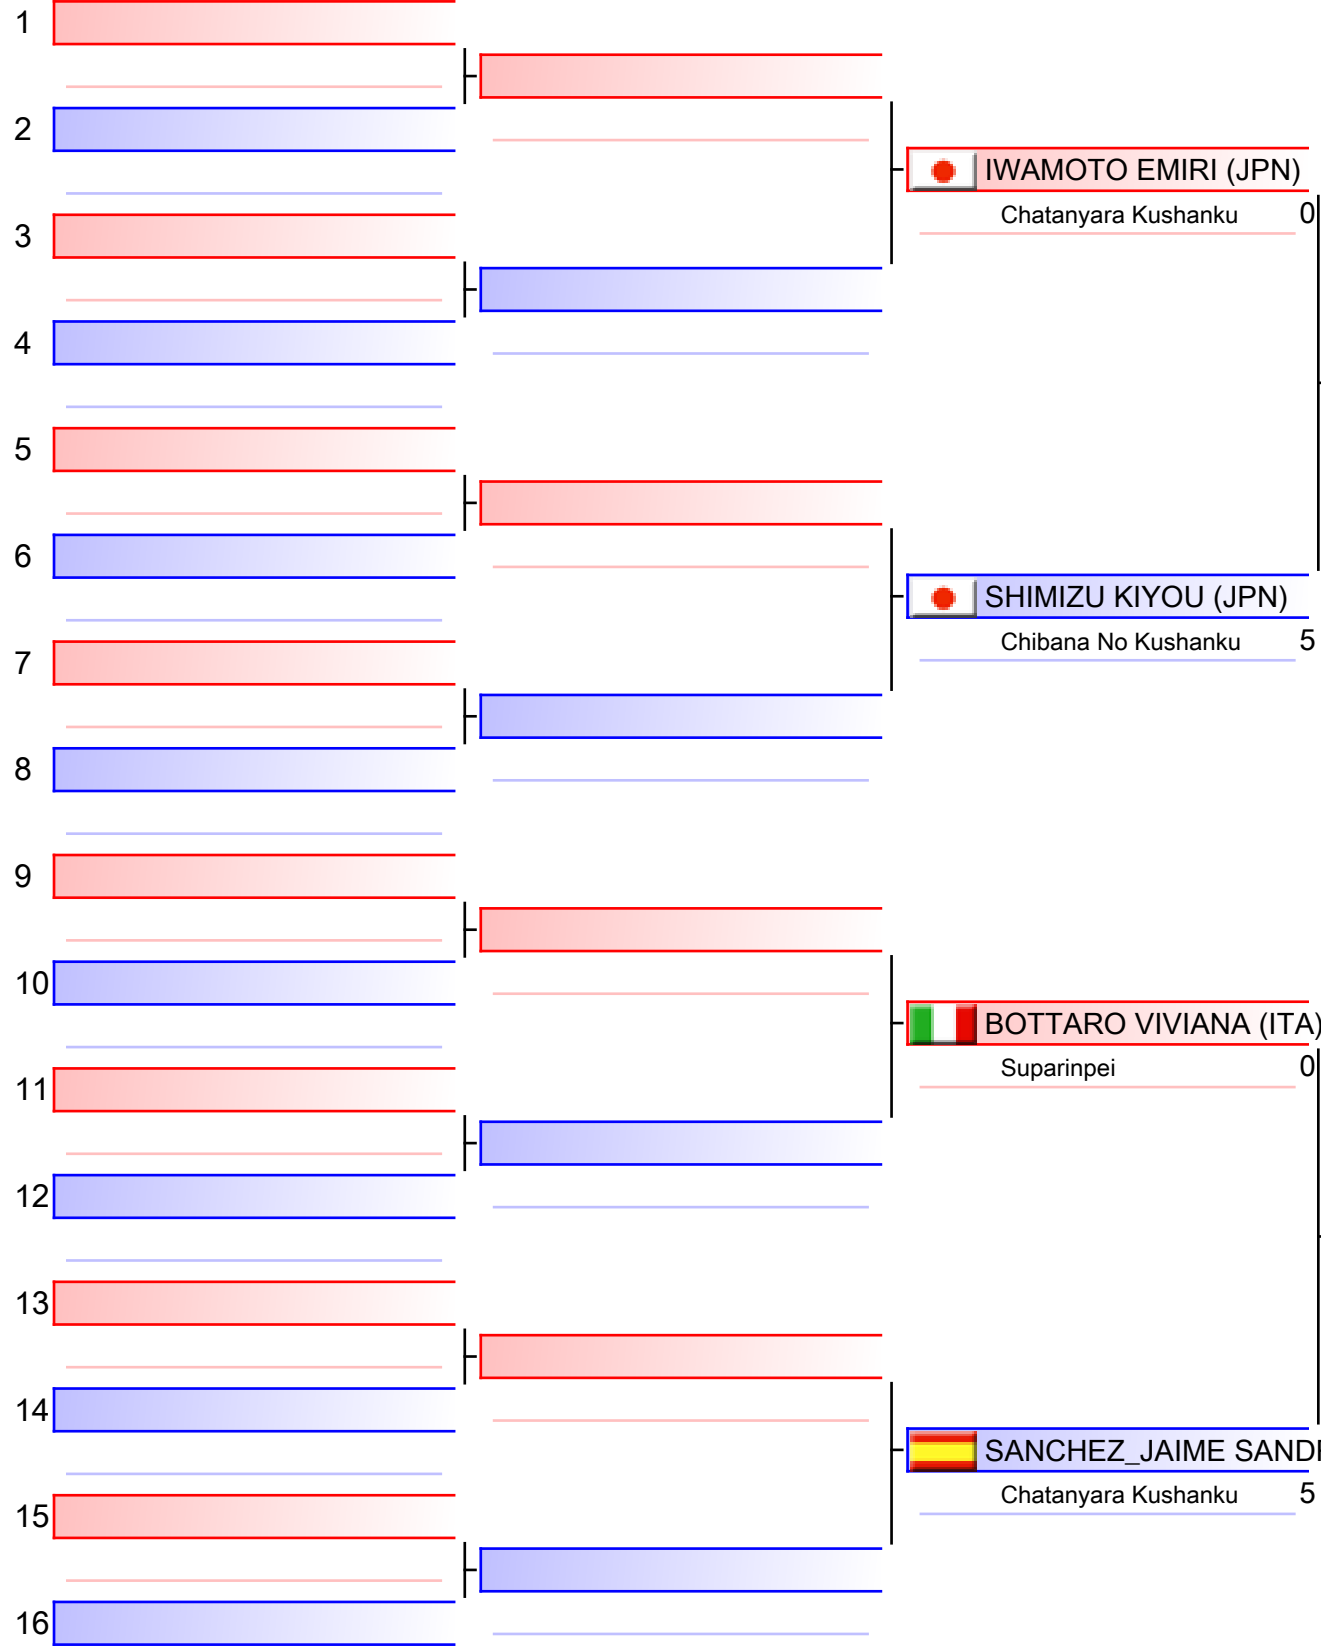 1
2
IWAMOTO EMIRI (JPN)
Chatanyara Kushanku 0
3
4
5
6
SHIMIZU KIYOU (JPN)
Chibana No Kushanku 5
7
8
9
10
BOTTARO VIVIANA (ITA)
Suparinpei 0
11
12
13
14
SANCHEZ_JAIME
Chatanyara Kushanku 5
15
16